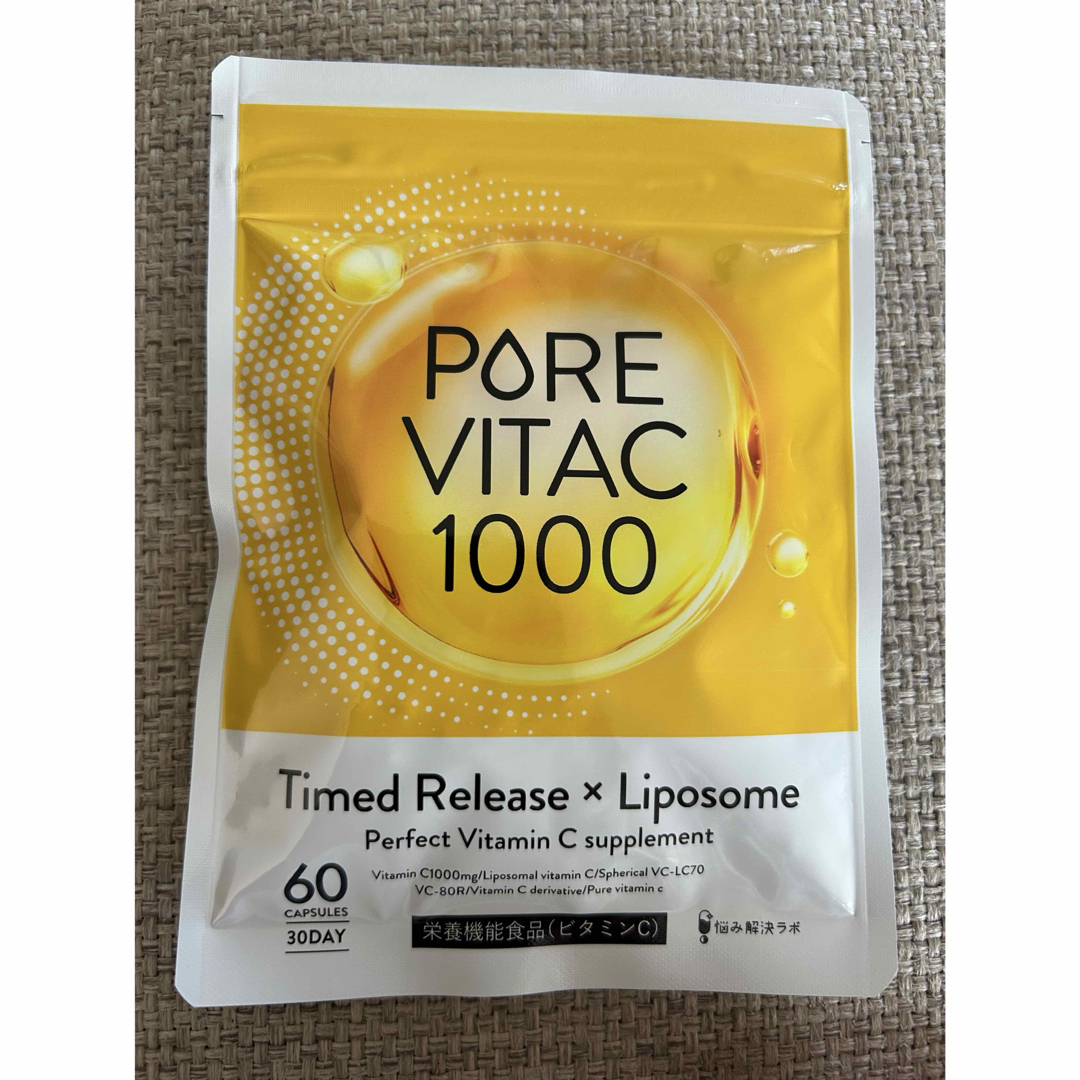 PORE
VITAC
1000
Timed Release × Liposome
Perfect Vitamin C supplement
Vitamin C1000mg/Liposomal vitamin C/Spherical VC-LC70
VC-80R/Vitamin C derivative/Pure vitamin c
60
CAPSULES
30DAY
栄養機能食品(ビタミンC)
悩み解決ラボ